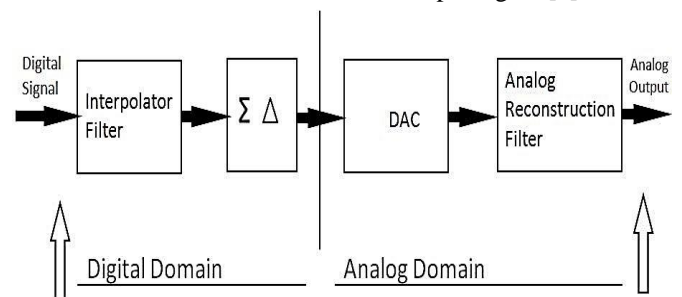 Digital
Signal
Interpolator
Filter
Σ Δ
DAC
Analog
Reconstruction
Filter
Analog
Output
Digital Domain
Analog Domain